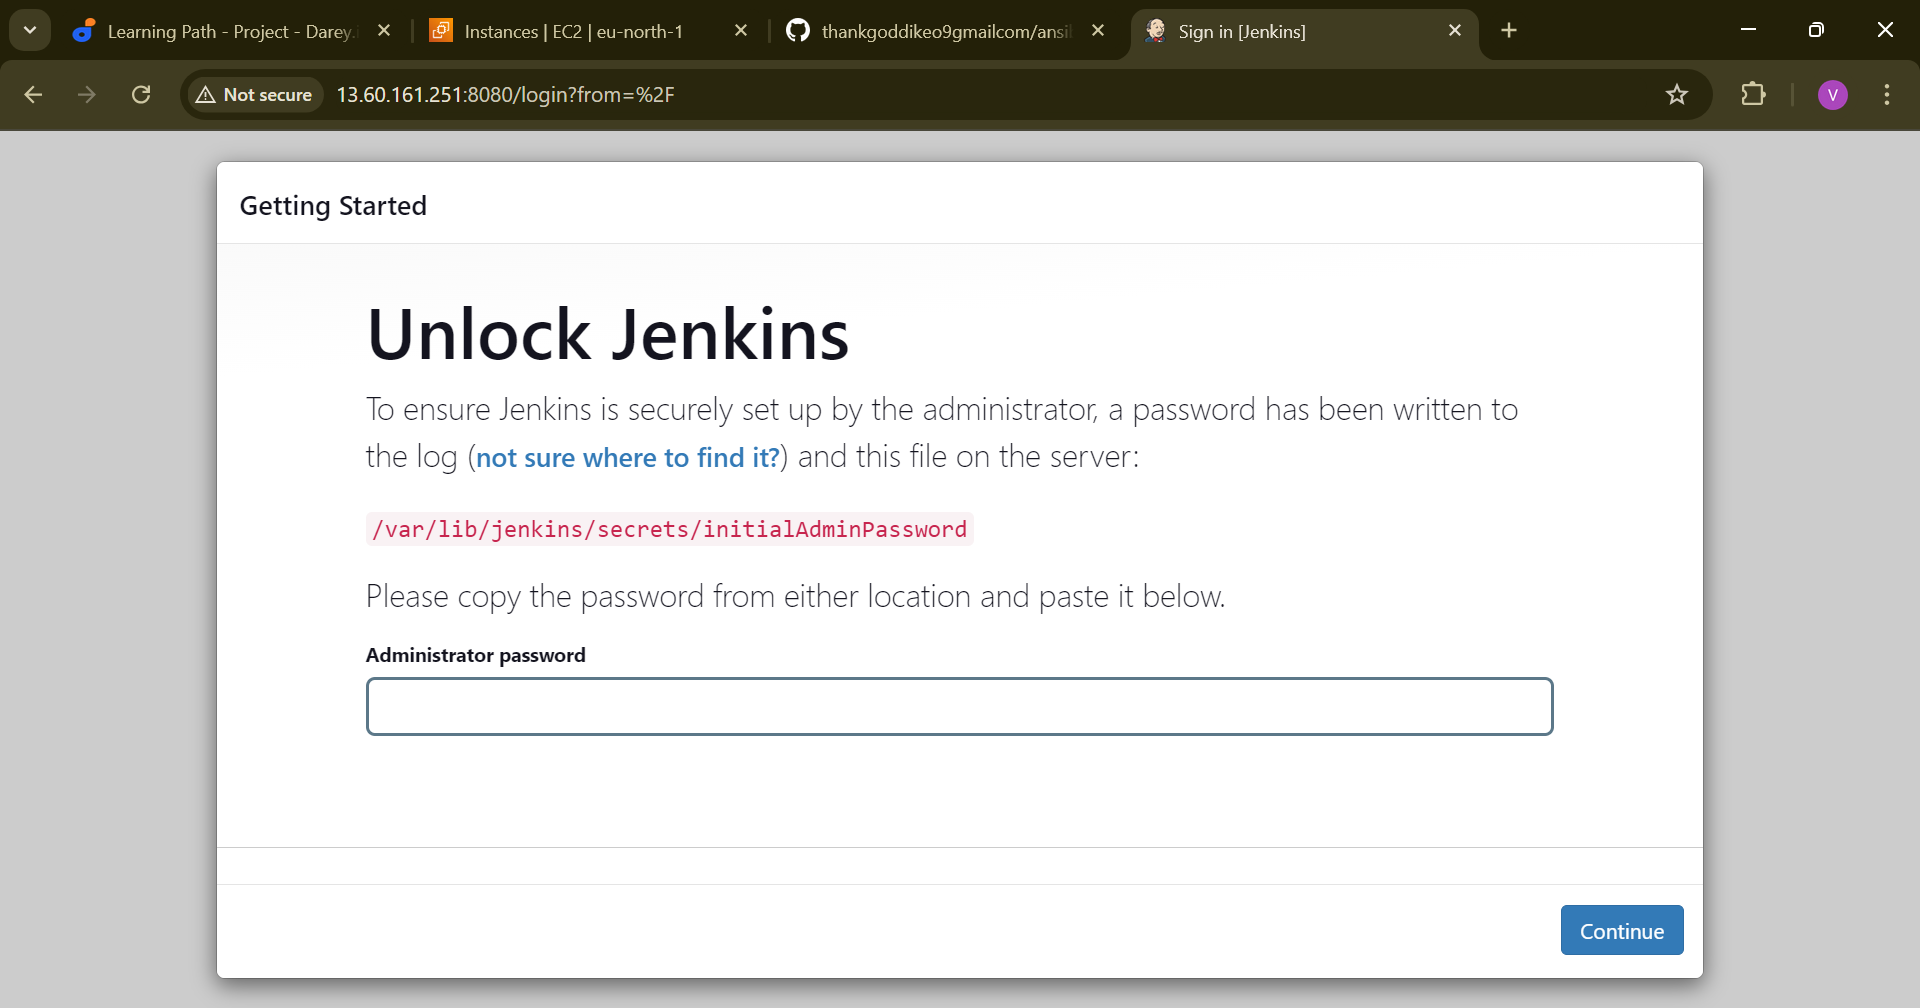 Learning Path - Project - Darey.i
Instances | EC2 | eu-north-1
thankgoddikeo9gmailcom/ansil
Sign in [Jenkins]
Not secure
13.60.161.251:8080/login?from=%2F
V
Getting Started
Unlock Jenkins
To ensure Jenkins is securely set up by the administrator, a password has been written to
the log (not sure where to find it?) and this file on the server:
/var/lib/jenkins/secrets/initialAdminPassword
Please copy the password from either location and paste it below.
Administrator password
Continue